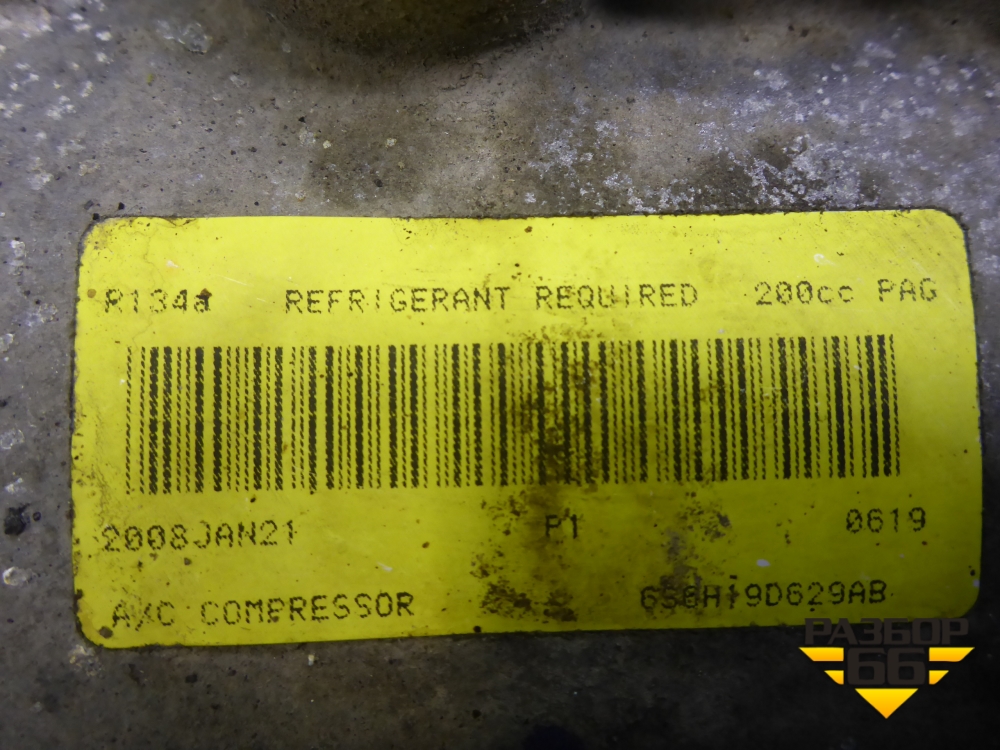 R134a REFRIGERANT REQUIRED 200cc PAG
2008JAN21 P1 0619
A/C COMPRESSOR 6S6H19D629AB
РАЗБОР
66